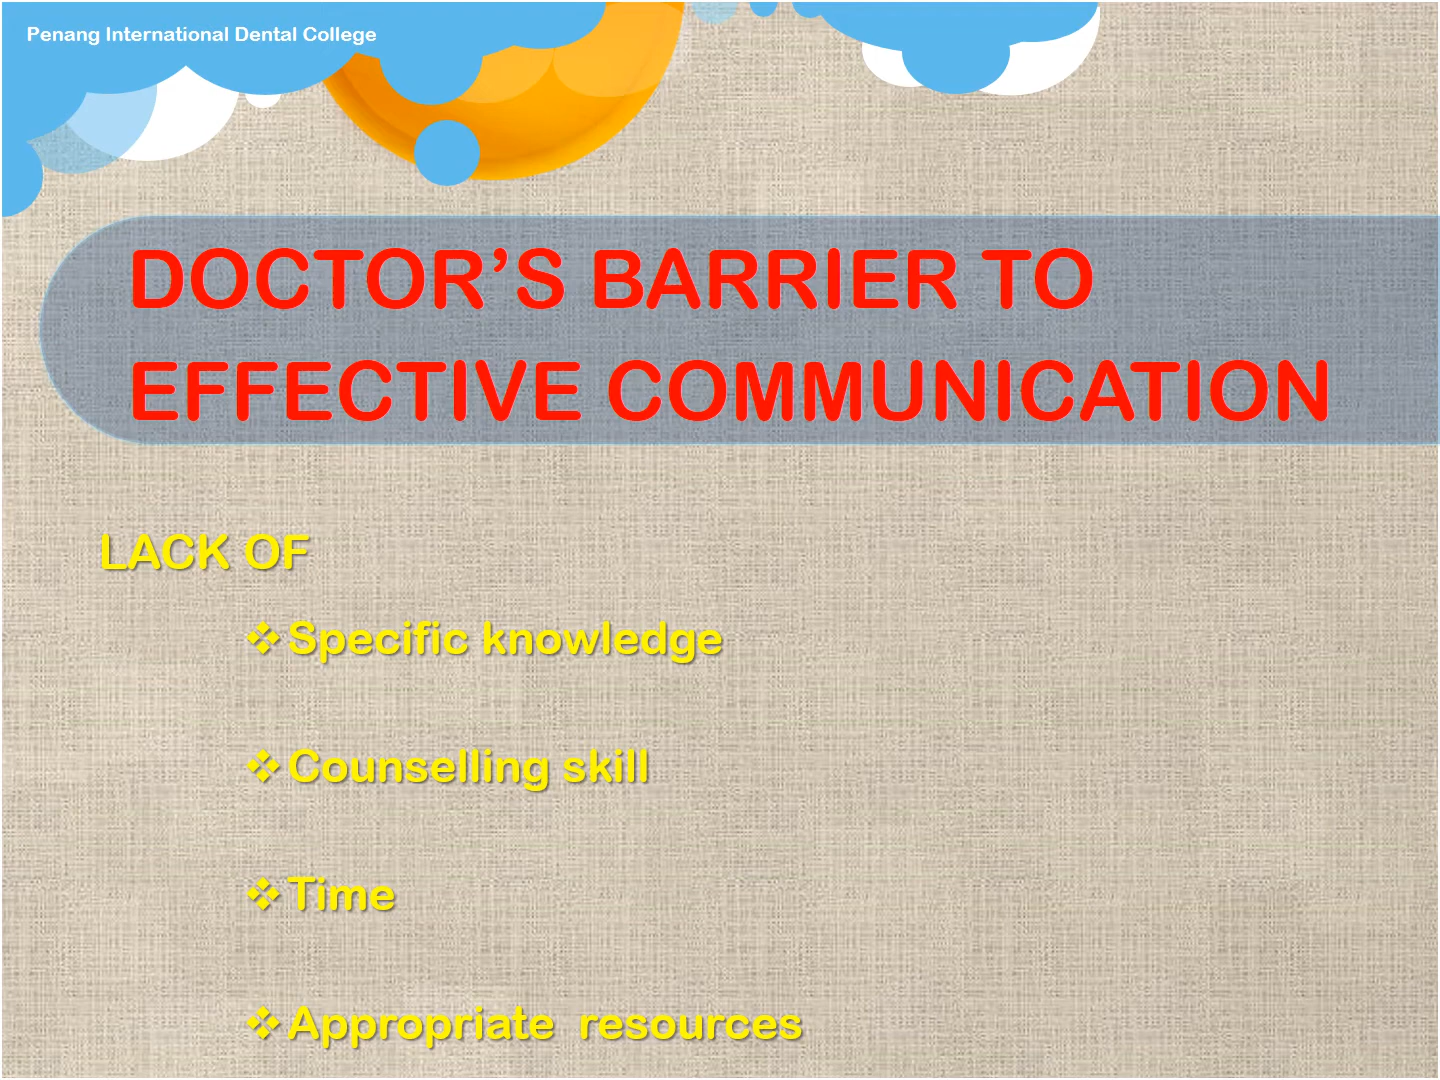 Penang International Dental College
DOCTOR’S BARRIER TO
EFFECTIVE COMMUNICATION
LACK OF
❖Specific knowledge
❖Counselling skill
❖Time
❖Appropriate  resources